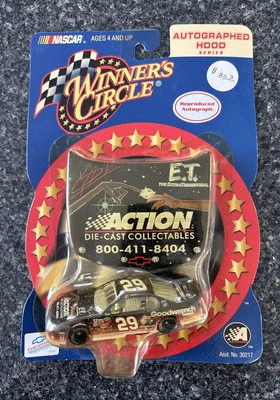 NASCAR
AGES 4 AND UP
AUTOGRAPHED
HOOD
SERIES
WINNER'S
CIRCLE
Reproduced
Autograph
E.T.
THE EXTRA-TERRESTRIAL
ACTION
DIE-CAST COLLECTABLES
800-411-8404
29
Goodwrench
29
Asst. No. 30217